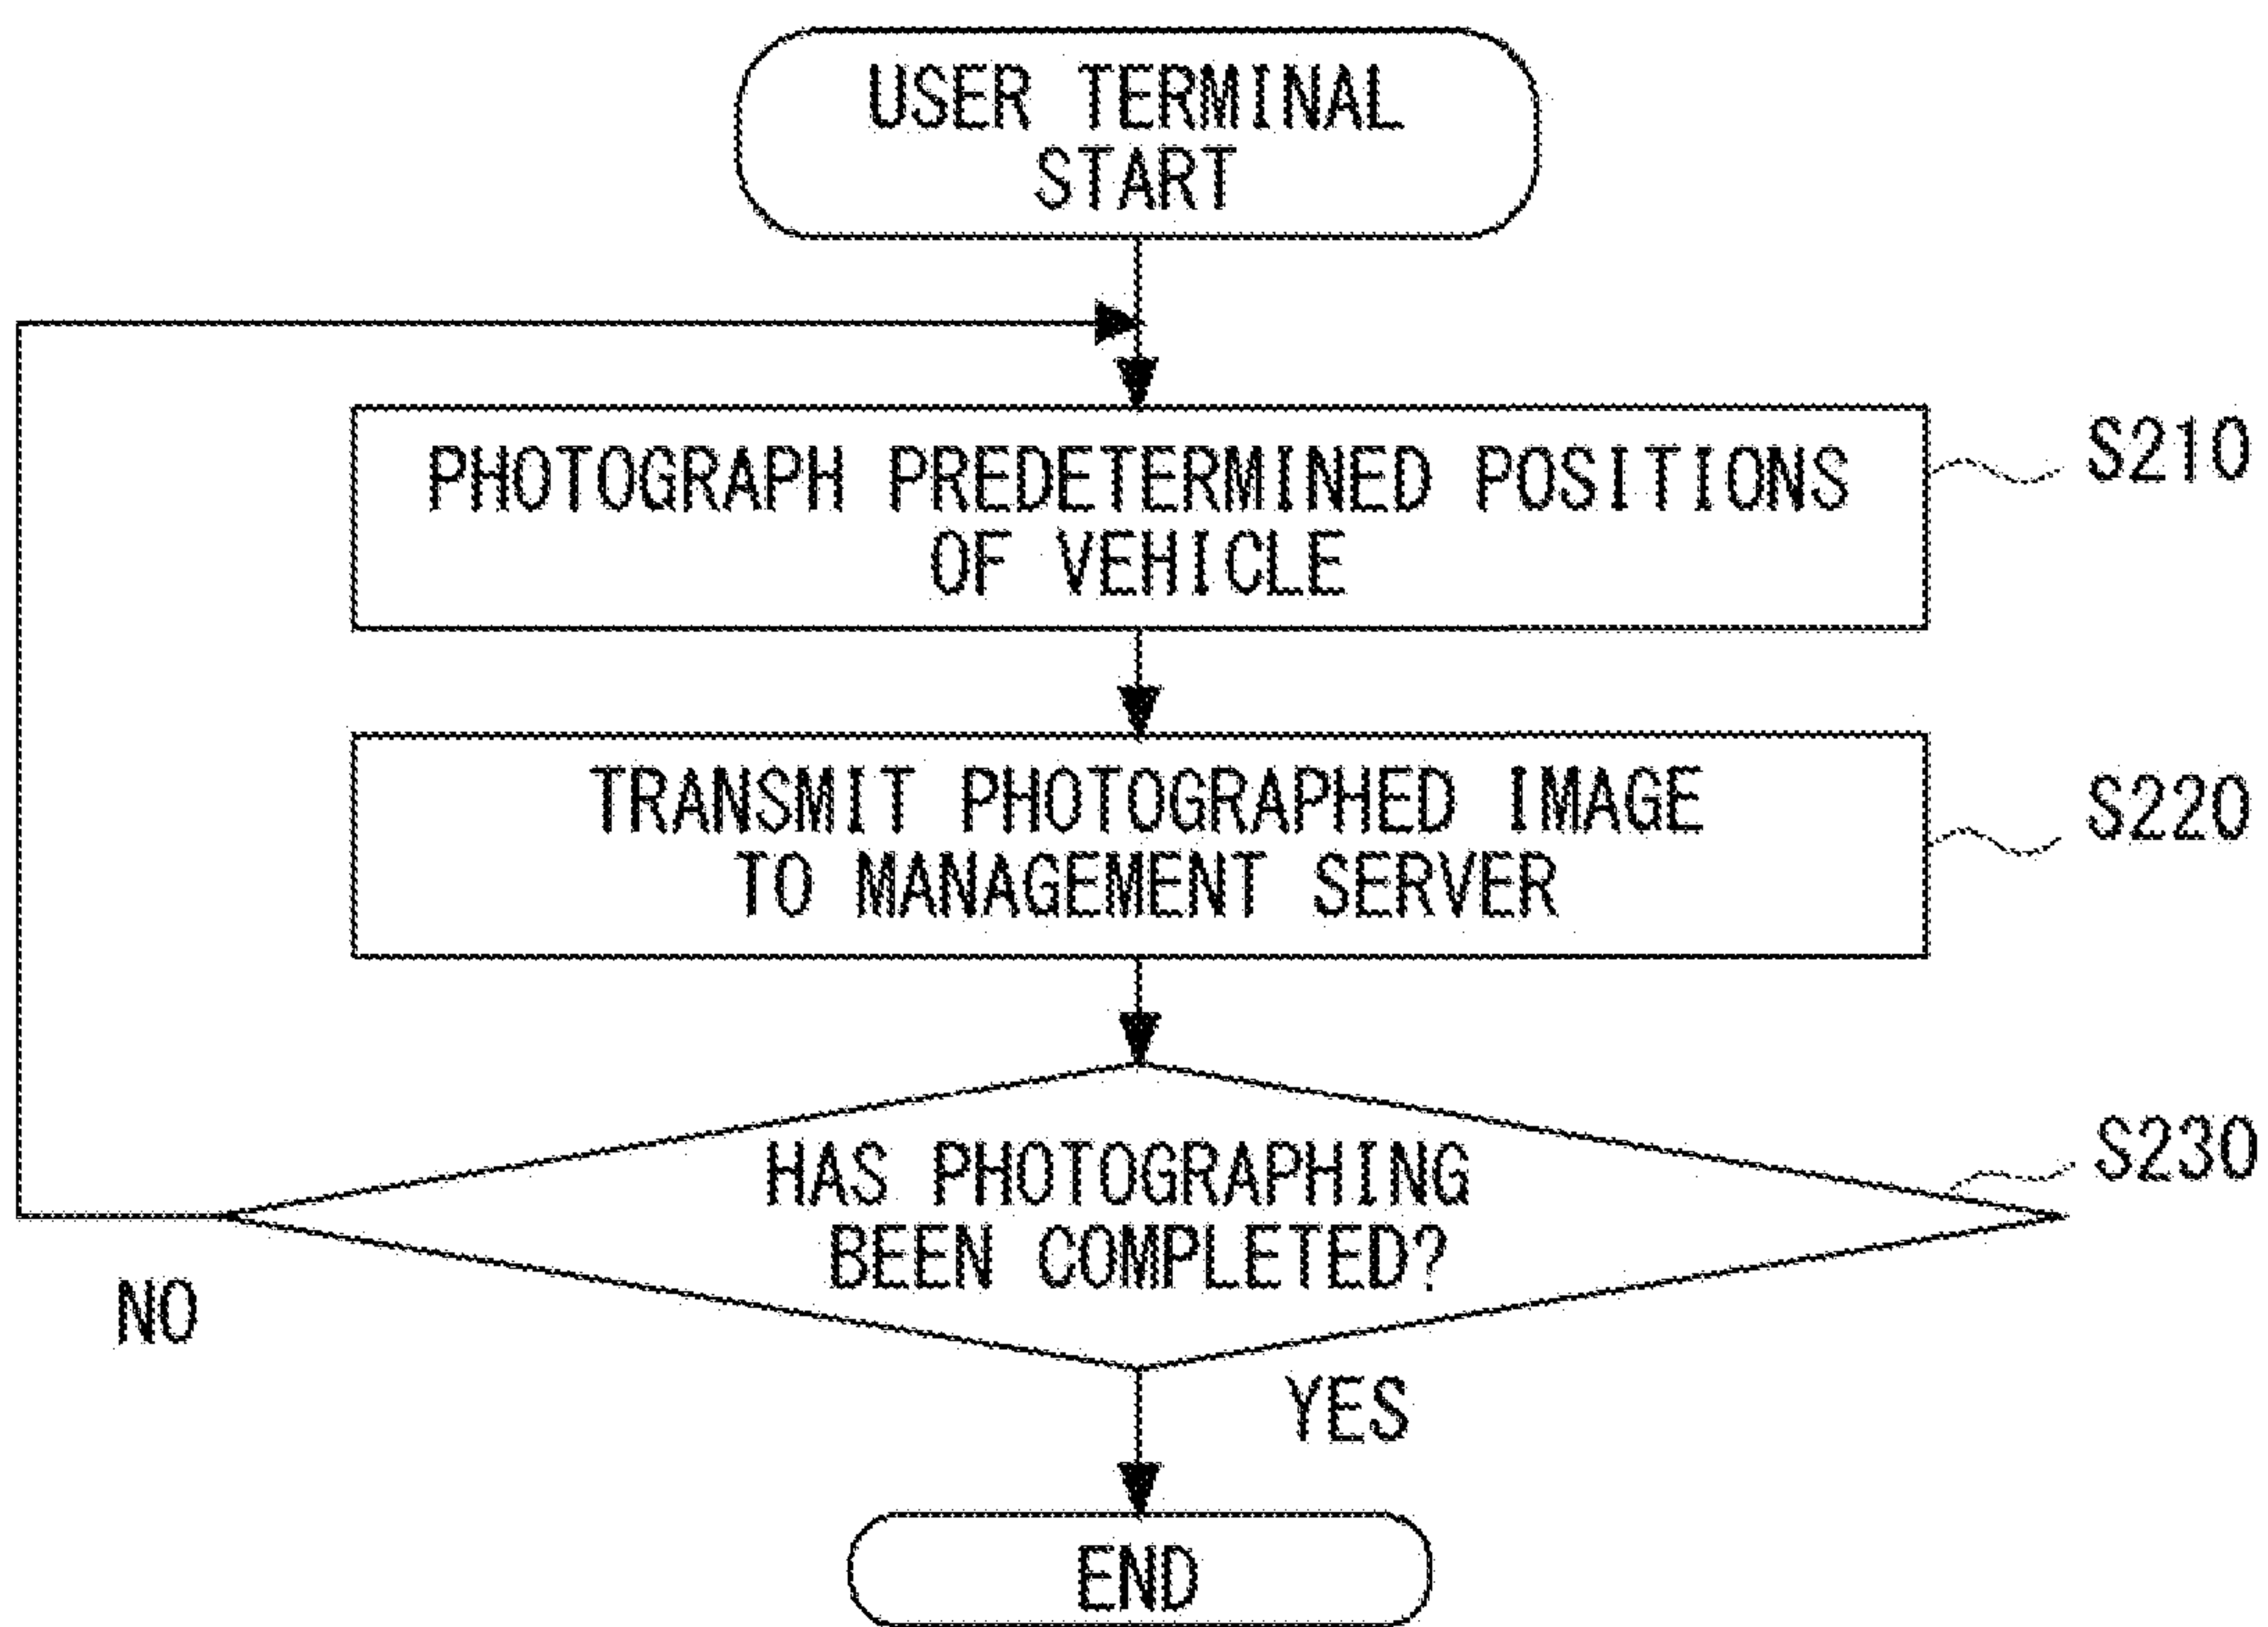 USER TERMINAL
START
PHOTOGRAPH PREDETERMINED POSITIONS
OF VEHICLE
S210
TRANSMIT PHOTOGRAPHED IMAGE
TO MANAGEMENT SERVER
S220
HAS PHOTOGRAPHING
BEEN COMPLETED?
S230
NO
YES
END